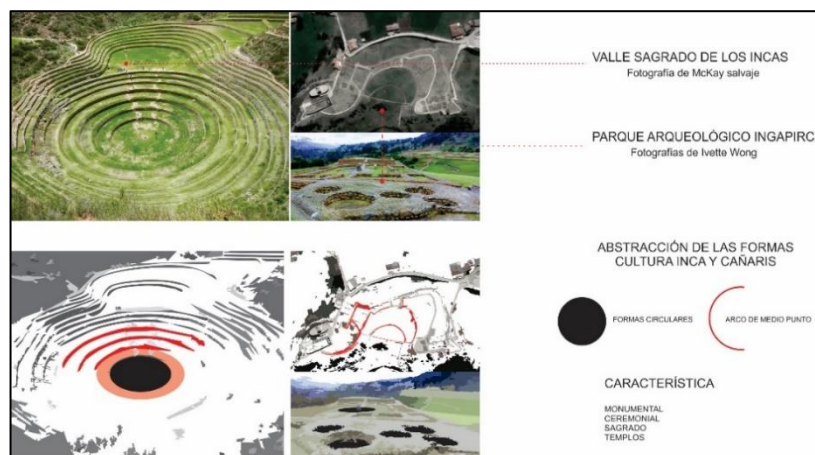 VALLE SAGRADO DE LOS INCAS
Fotografía de McKay salvaje
PARQUE ARQUEOLÓGICO INGAPIRCA
Fotografías de Ivette Wong
ABSTRACCIÓN DE LAS FORMAS
CULTURA INCA Y CAÑARIS
FORMAS CIRCULARES
ARCO DE MEDIO PUNTO
CARACTERÍSTICA
MONUMENTAL
CEREMONIAL
SAGRADO
TEMPLOS